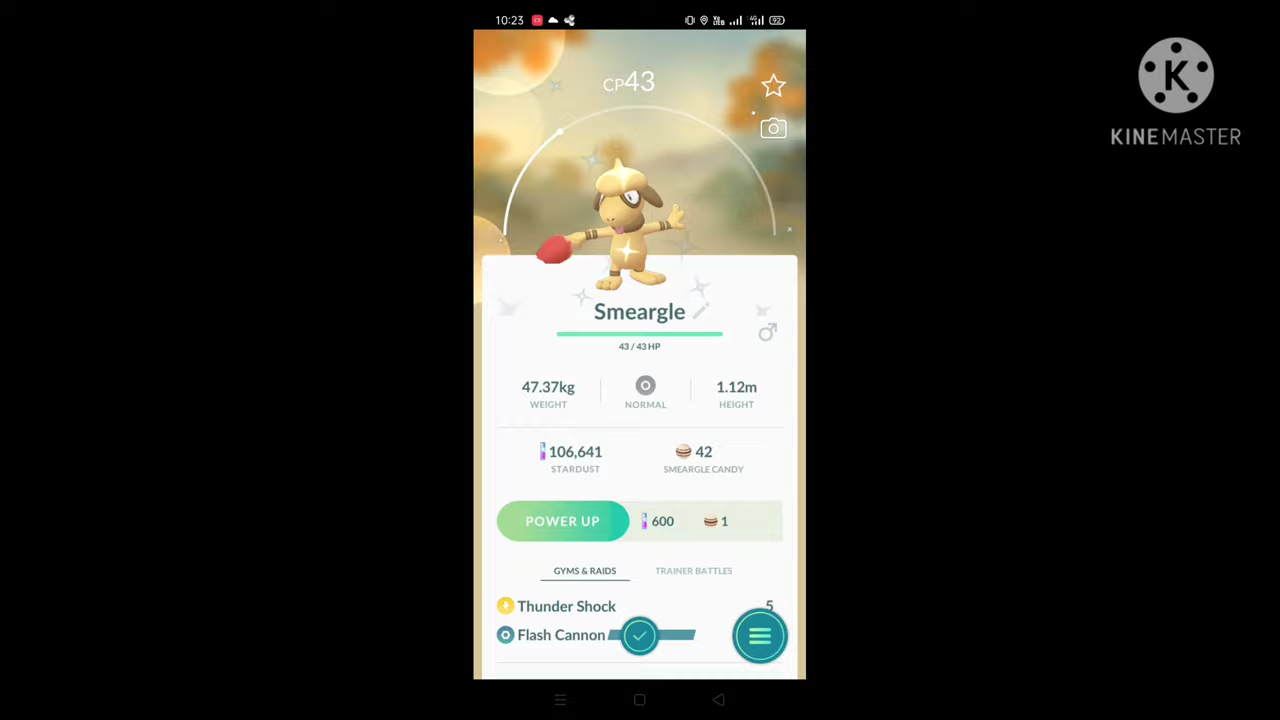 10:23
92
CP43
KINEMASTER
Smeargle
43 / 43 HP
47.37kg
WEIGHT
NORMAL
1.12m
HEIGHT
106,641
STARDUST
42
SMEARGLE CANDY
POWER UP
600
1
GYMS & RAIDS
TRAINER BATTLES
Thunder Shock
5
Flash Cannon